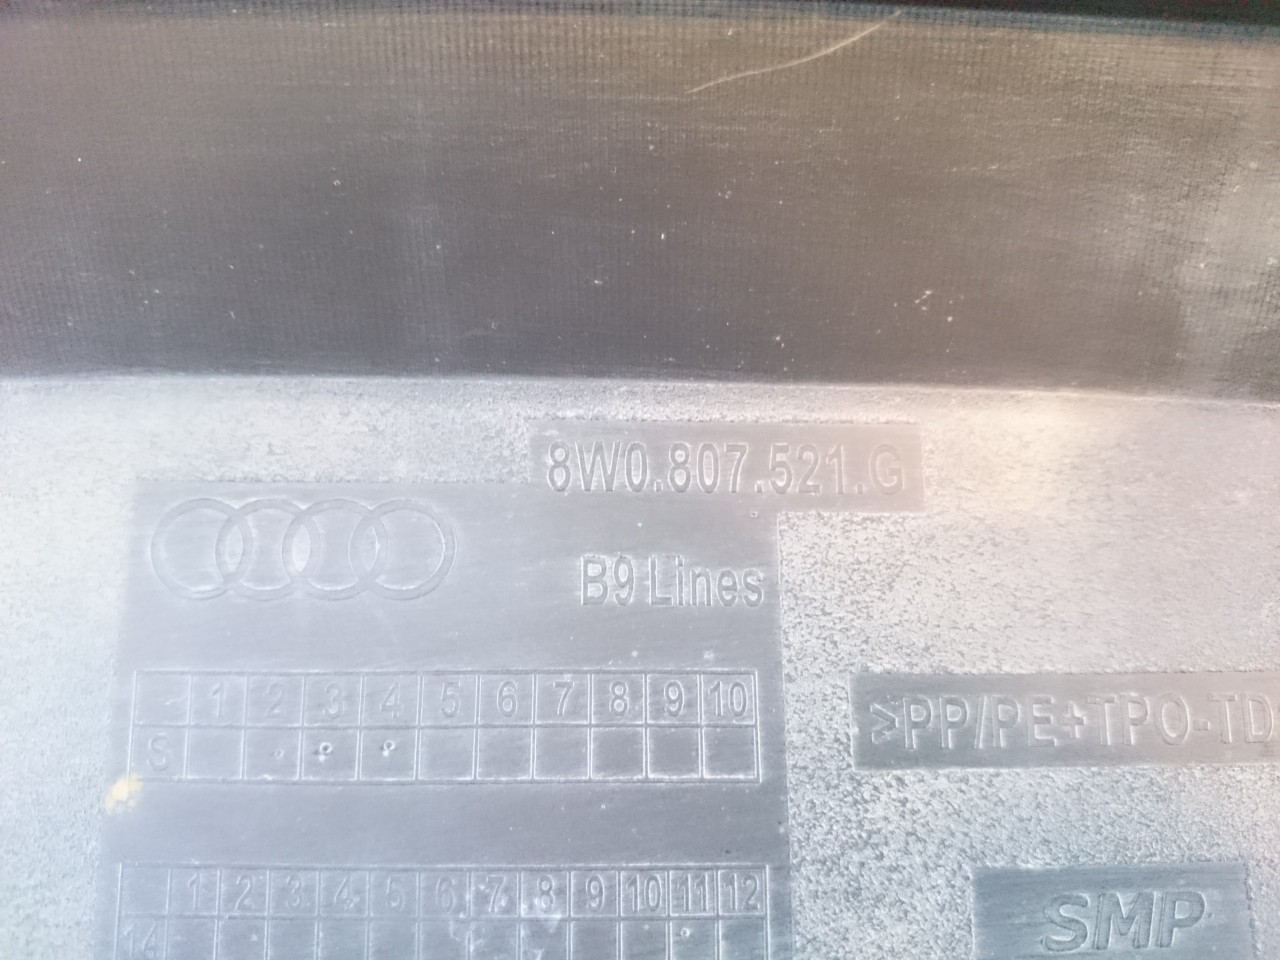 8W0.807.521.G
B9 Lines
1 2 3 4 5 6 7 8 9 10
S
>PP/PE+TPO-TD
1 2 3 4 5 6 7 8 9 10 11 12
14
SMP